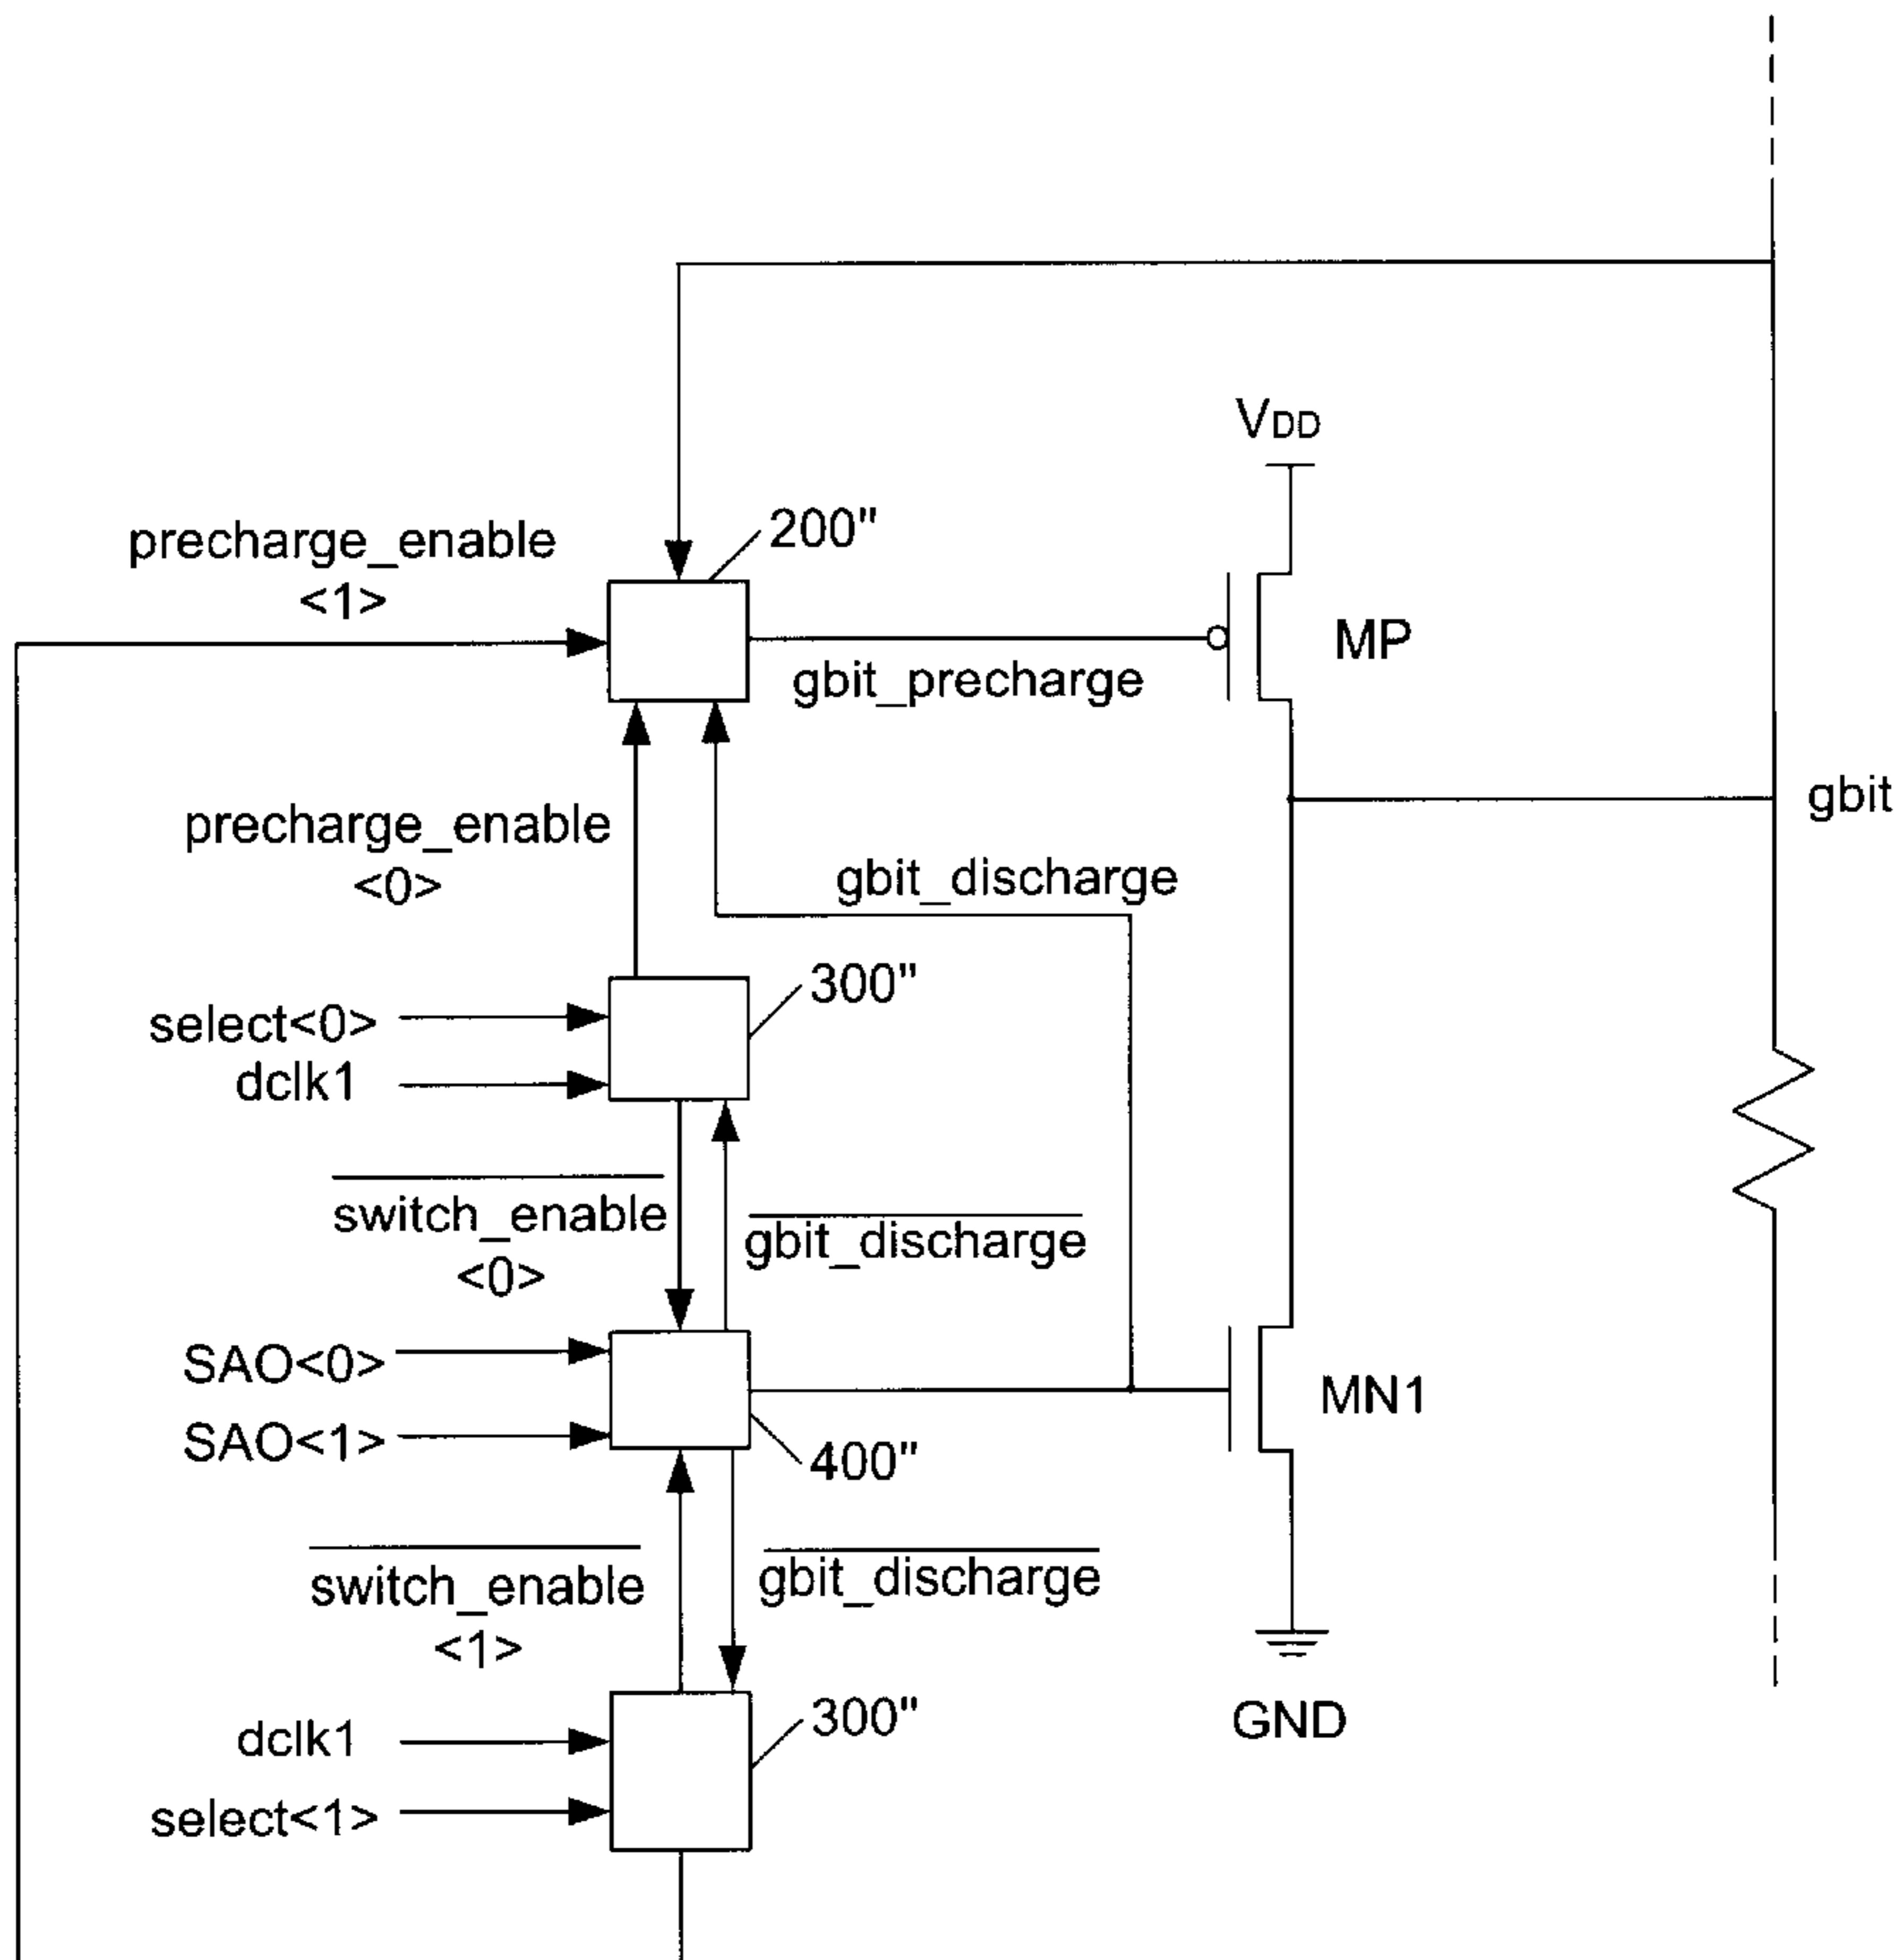 VDD
200"
precharge_enable
<1>
MP
gbit_precharge
gbit
precharge_enable
<0>
gbit_discharge
300"
select<0>
dclk1
switch_enable
<0>
gbit_discharge
SAO<0>
SAO<1>
MN1
400"
switch_enable
<1>
gbit_discharge
300"
dclk1
select<1>
GND